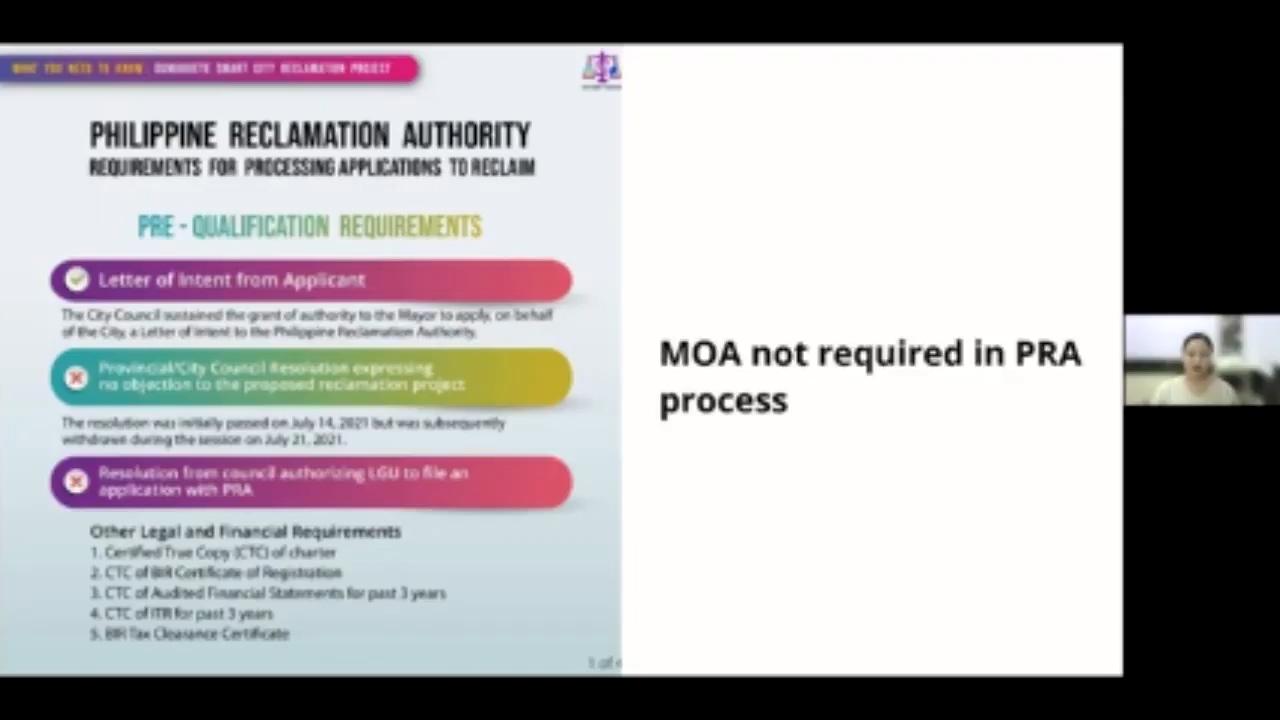 WHAT YOU NEED TO KNOW: DUMAGUETE SMART CITY RECLAMATION PROJECT
PHILIPPINE RECLAMATION AUTHORITY
REQUIREMENTS FOR PROCESSING APPLICATIONS TO RECLAIM
PRE - QUALIFICATION REQUIREMENTS
Letter of Intent from Applicant
The City Council sustained the grant of authority to the Mayor to apply, on behalf
of the City, a Letter of Intent to the Philippine Reclamation Authority.
Provincial/City Council Resolution expressing
no objection to the proposed reclamation project
The resolution was initially passed on July 14, 2021 but was subsequently
withdrawn during the session on July 21, 2021.
Resolution from council authorizing LGU to file an
application with PRA
Other Legal and Financial Requirements
1. Certified True Copy (CTC) of charter
2. CTC of BIR Certificate of Registration
3. CTC of Audited Financial Statements for past 3 years
4. CTC of ITR for past 3 years
5. BIR Tax Clearance Certificate
1 of
MOA not required in PRA
process